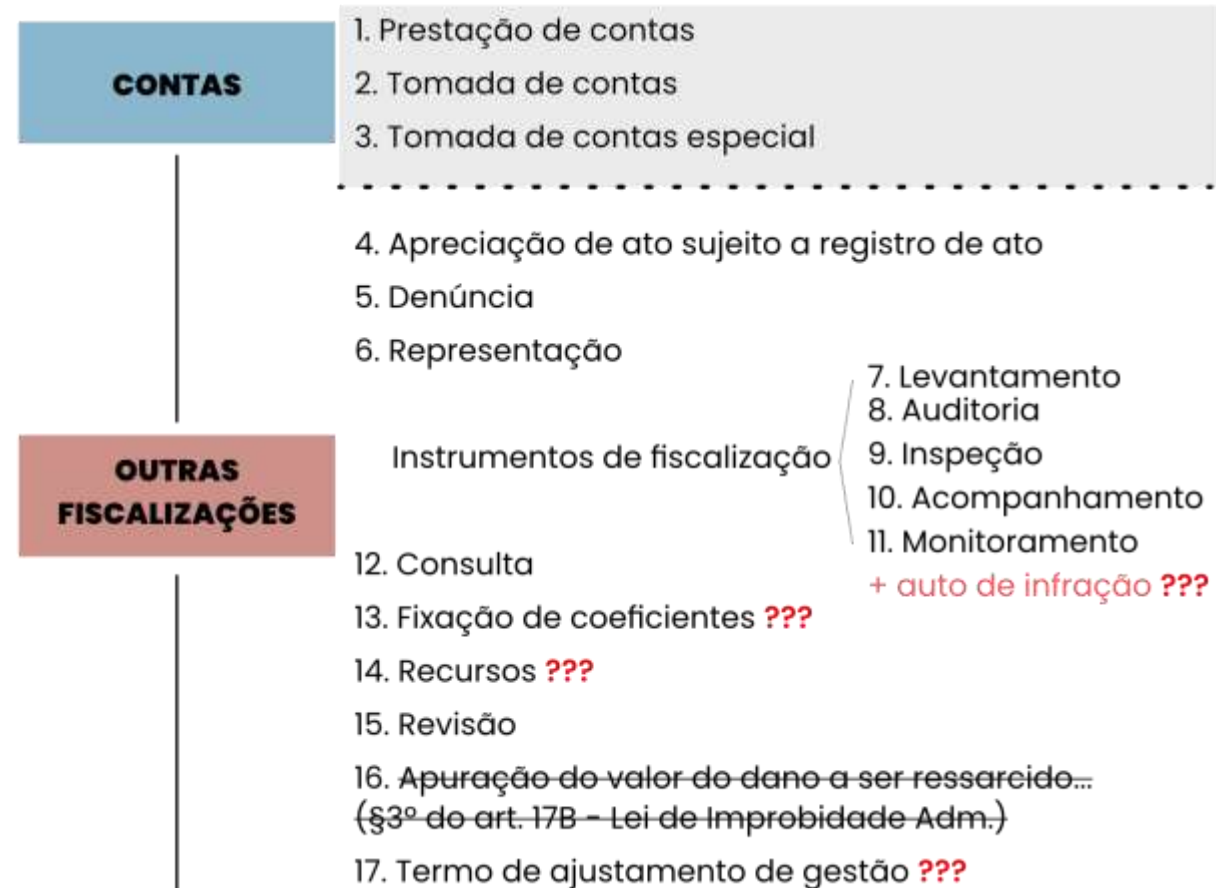 CONTAS
1. Prestação de contas
2. Tomada de contas
3. Tomada de contas especial
OUTRAS
FISCALIZAÇÕES
4. Apreciação de ato sujeito a registro de ato
5. Denúncia
6. Representação
Instrumentos de fiscalização
7. Levantamento
8. Auditoria
9. Inspeção
10. Acompanhamento
11. Monitoramento
+ auto de infração ???
12. Consulta
13. Fixação de coeficientes ???
14. Recursos ???
15. Revisão
16. Apuração do valor do dano a ser ressarcido...
(§3º do art. 17B - Lei de Improbidade Adm.)
17. Termo de ajustamento de gestão ???